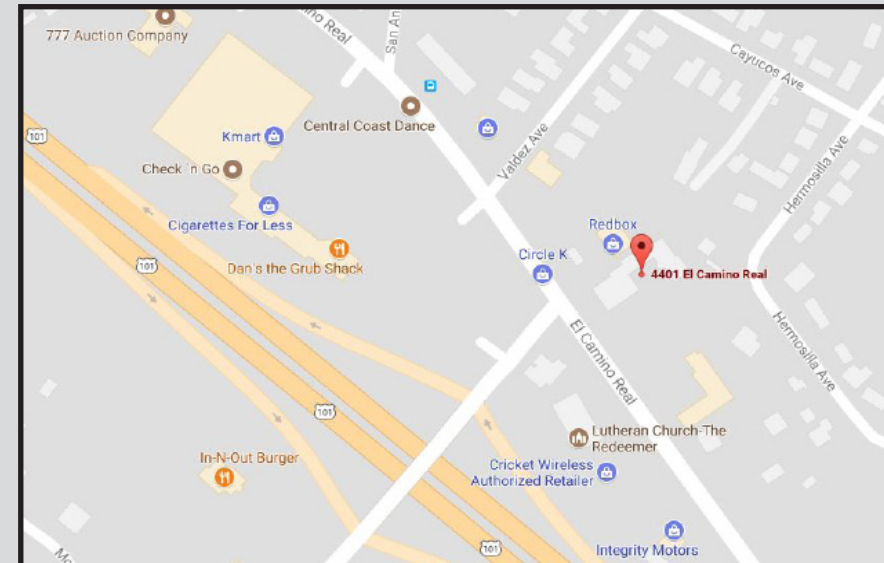 777 Auction Company
mino Real
San An
Cayucos Ave
101
Kmart
Central Coast Dance
Valdez Ave
Hermosilla Ave
Check 'n Go
Cigarettes For Less
Redbox
Dan's the Grub Shack
Circle K
4401 El Camino Real
101
El Camino Real
Hermosilla Ave
101
Lutheran Church-The
Redeemer
In-N-Out Burger
Cricket Wireless
Authorized Retailer
101
Integrity Motors